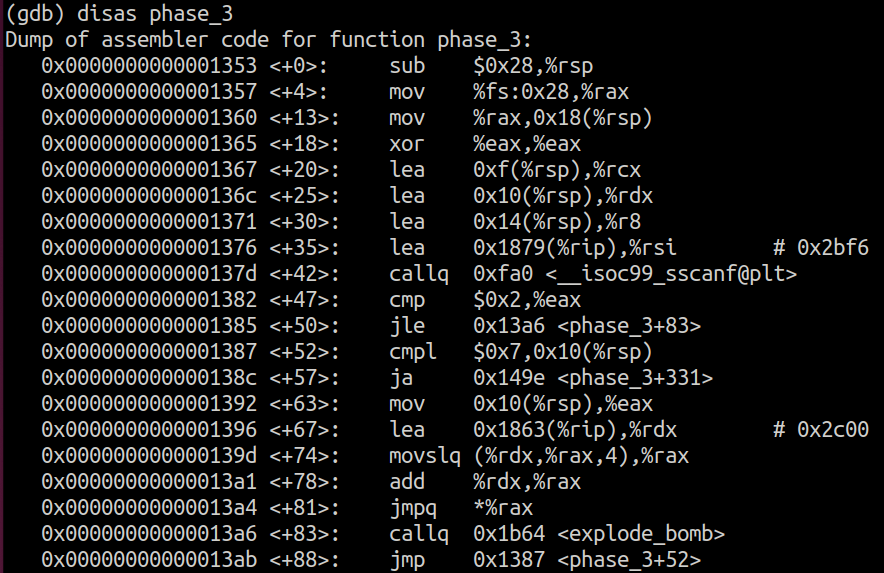 (gdb) disas phase_3
Dump of assembler code for function phase_3:
   0x0000000000001353 <+0>:     sub    $0x28,%rsp
   0x0000000000001357 <+4>:     mov    %fs:0x28,%rax
   0x0000000000001360 <+13>:    mov    %rax,0x18(%rsp)
   0x0000000000001365 <+18>:    xor    %eax,%eax
   0x0000000000001367 <+20>:    lea    0xf(%rsp),%rcx
   0x000000000000136c <+25>:    lea    0x10(%rsp),%rdx
   0x0000000000001371 <+30>:    lea    0x14(%rsp),%r8
   0x0000000000001376 <+35>:    lea    0x1879(%rip),%rsi        # 0x2bf6
   0x000000000000137d <+42>:    callq  0xfa0 <__isoc99_sscanf@plt>
   0x0000000000001382 <+47>:    cmp    $0x2,%eax
   0x0000000000001385 <+50>:    jle    0x13a6 <phase_3+83>
   0x0000000000001387 <+52>:    cmpl   $0x7,0x10(%rsp)
   0x000000000000138c <+57>:    ja     0x149e <phase_3+331>
   0x0000000000001392 <+63>:    mov    0x10(%rsp),%eax
   0x0000000000001396 <+67>:    lea    0x1863(%rip),%rdx        # 0x2c00
   0x000000000000139d <+74>:    movslq (%rdx,%rax,4),%rax
   0x00000000000013a1 <+78>:    add    %rdx,%rax
   0x00000000000013a4 <+81>:    jmpq   *%rax
   0x00000000000013a6 <+83>:    callq  0x1b64 <explode_bomb>
   0x00000000000013ab <+88>:    jmp    0x1387 <phase_3+52>